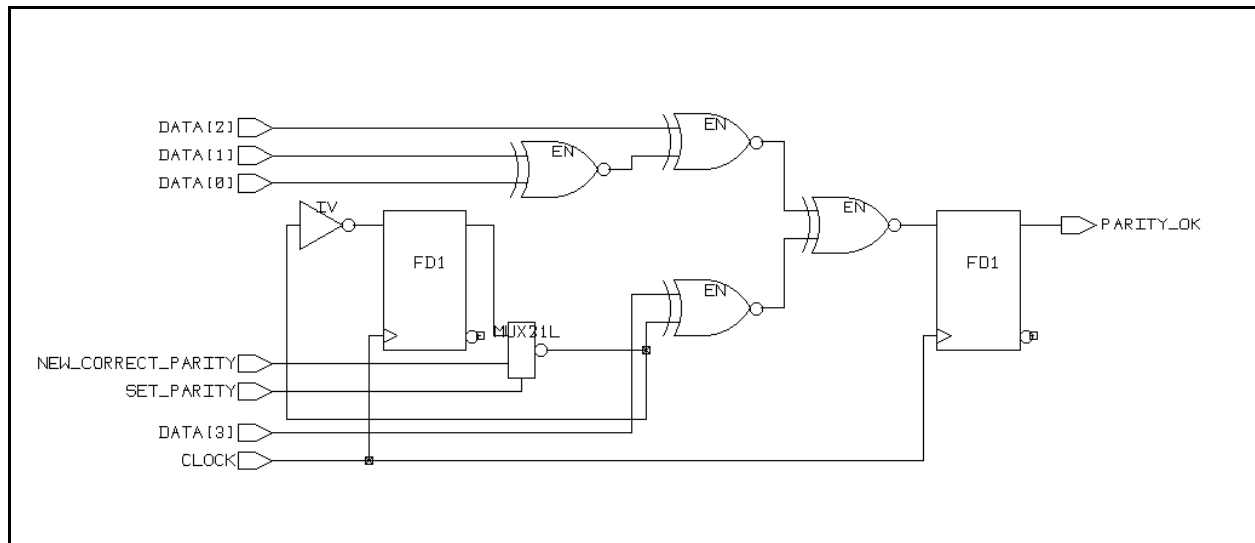 DATA[2]
EN
DATA[1]
EN
DATA[0]
IV
EN
PARITY_OK
FD1
FD1
EN
MUX21L
NEW_CORRECT_PARITY
SET_PARITY
DATA[3]
CLOCK